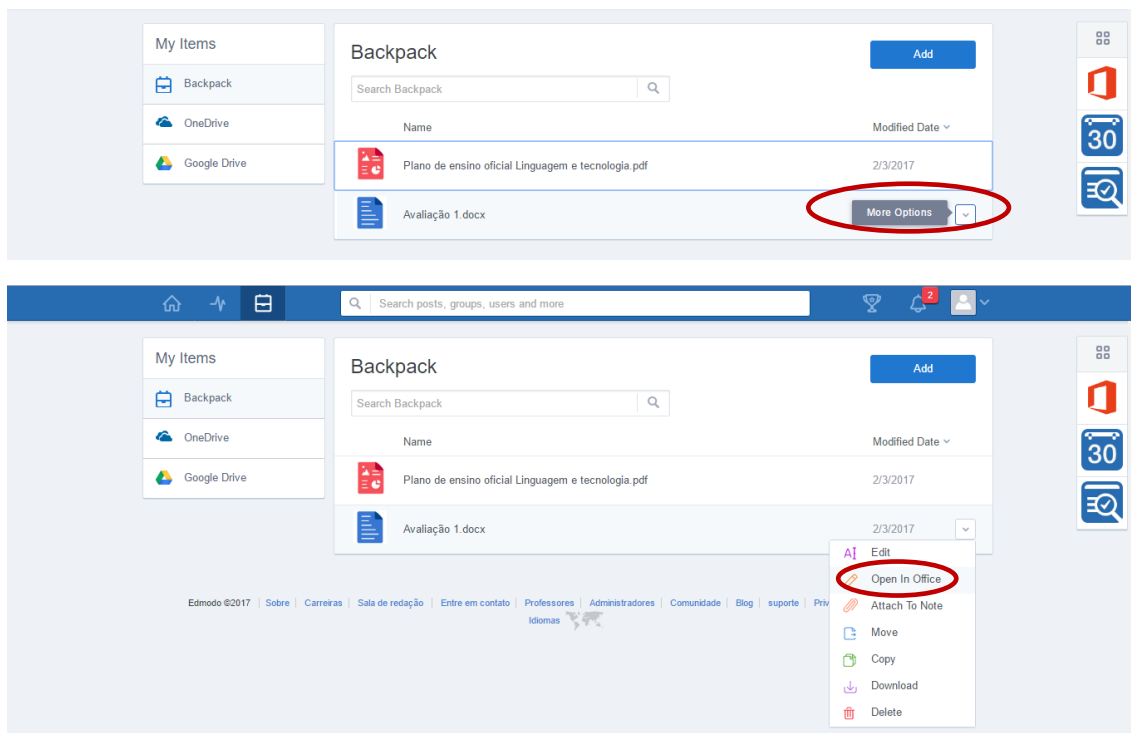 My Items
Backpack
OneDrive
Google Drive
Backpack
Add
Search Backpack
Name Modified Date
Plano de ensino oficial Linguagem e tecnologia.pdf 2/3/2017
Avaliação 1.docx More Options
30
Search posts, groups, users and more
2
My Items
Backpack
OneDrive
Google Drive
Backpack
Add
Search Backpack
Name Modified Date
Plano de ensino oficial Linguagem e tecnologia.pdf 2/3/2017
Avaliação 1.docx 2/3/2017
Edit
Open In Office
Attach To Note
Move
Copy
Download
Delete
30
Edmodo ©2017 | Sobre | Carreiras | Sala de redação | Entre em contato | Professores | Administradores | Comunidade | Blog | suporte | Priv
Idiomas